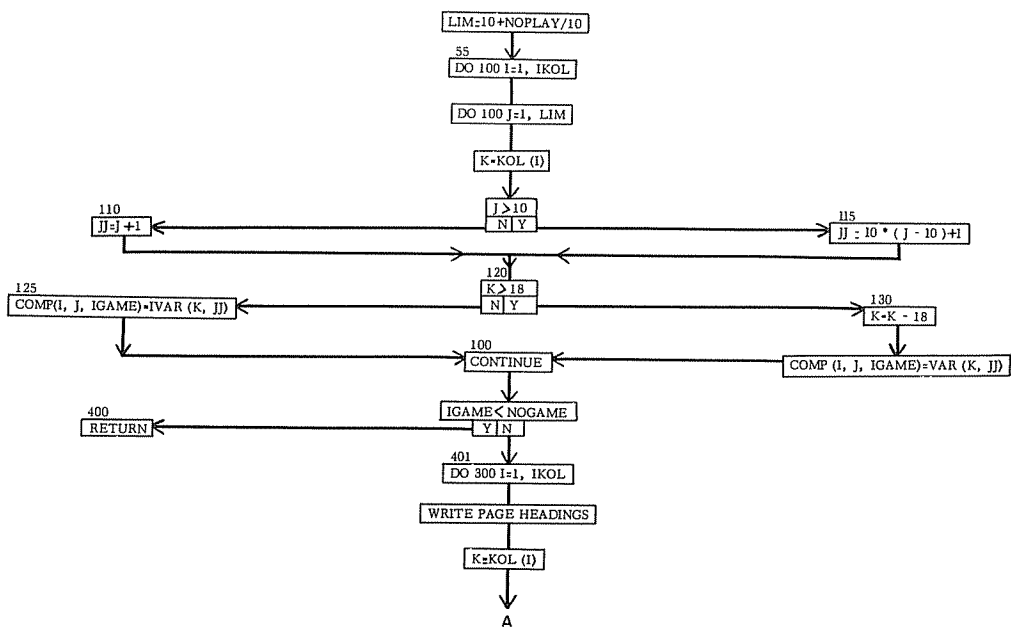 LIM=10+NOPLAY/10
55
DO 100 I=1, IKOL
DO 100 J=1, LIM
K=KOL (I)
110
JJ=J+1
J>10
N Y
115
JJ = 10 * ( J - 10 )+1
120
K>18
N Y
125
COMP(I, J, IGAME)=IVAR (K, JJ)
130
K=K - 18
100
CONTINUE
COMP (I, J, IGAME)=VAR (K, JJ)
IGAME<NOGAME
Y N
400
RETURN
401
DO 300 I=1, IKOL
WRITE PAGE HEADINGS
K=KOL (I)
A